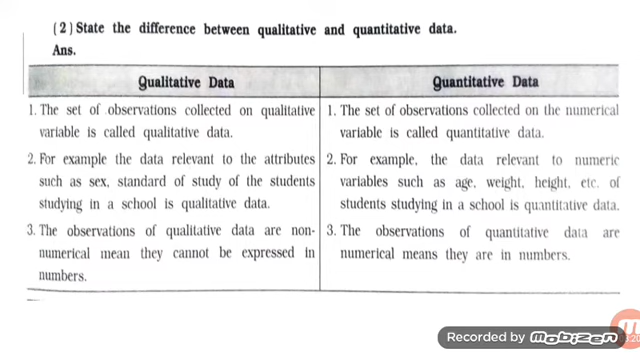 (2) State the difference between qualitative and quantitative data.
Ans.
Qualitative Data
1. The set of observations collected on qualitative
variable is called qualitative data.
2. For example the data relevant to the attributes
such as sex, standard of study of the students
studying in a school is qualitative data.
3. The observations of qualitative data are non-
numerical mean they cannot be expressed in
numbers.
Quantitative Data
1. The set of observations collected on the numerical
variable is called quantitative data.
2. For example, the data relevant to numeric
variables such as age, weight, height, etc. of
students studying in a school is quantitative data.
3. The observations of quantitative data are
numerical means they are in numbers.
Recorded by mobizen